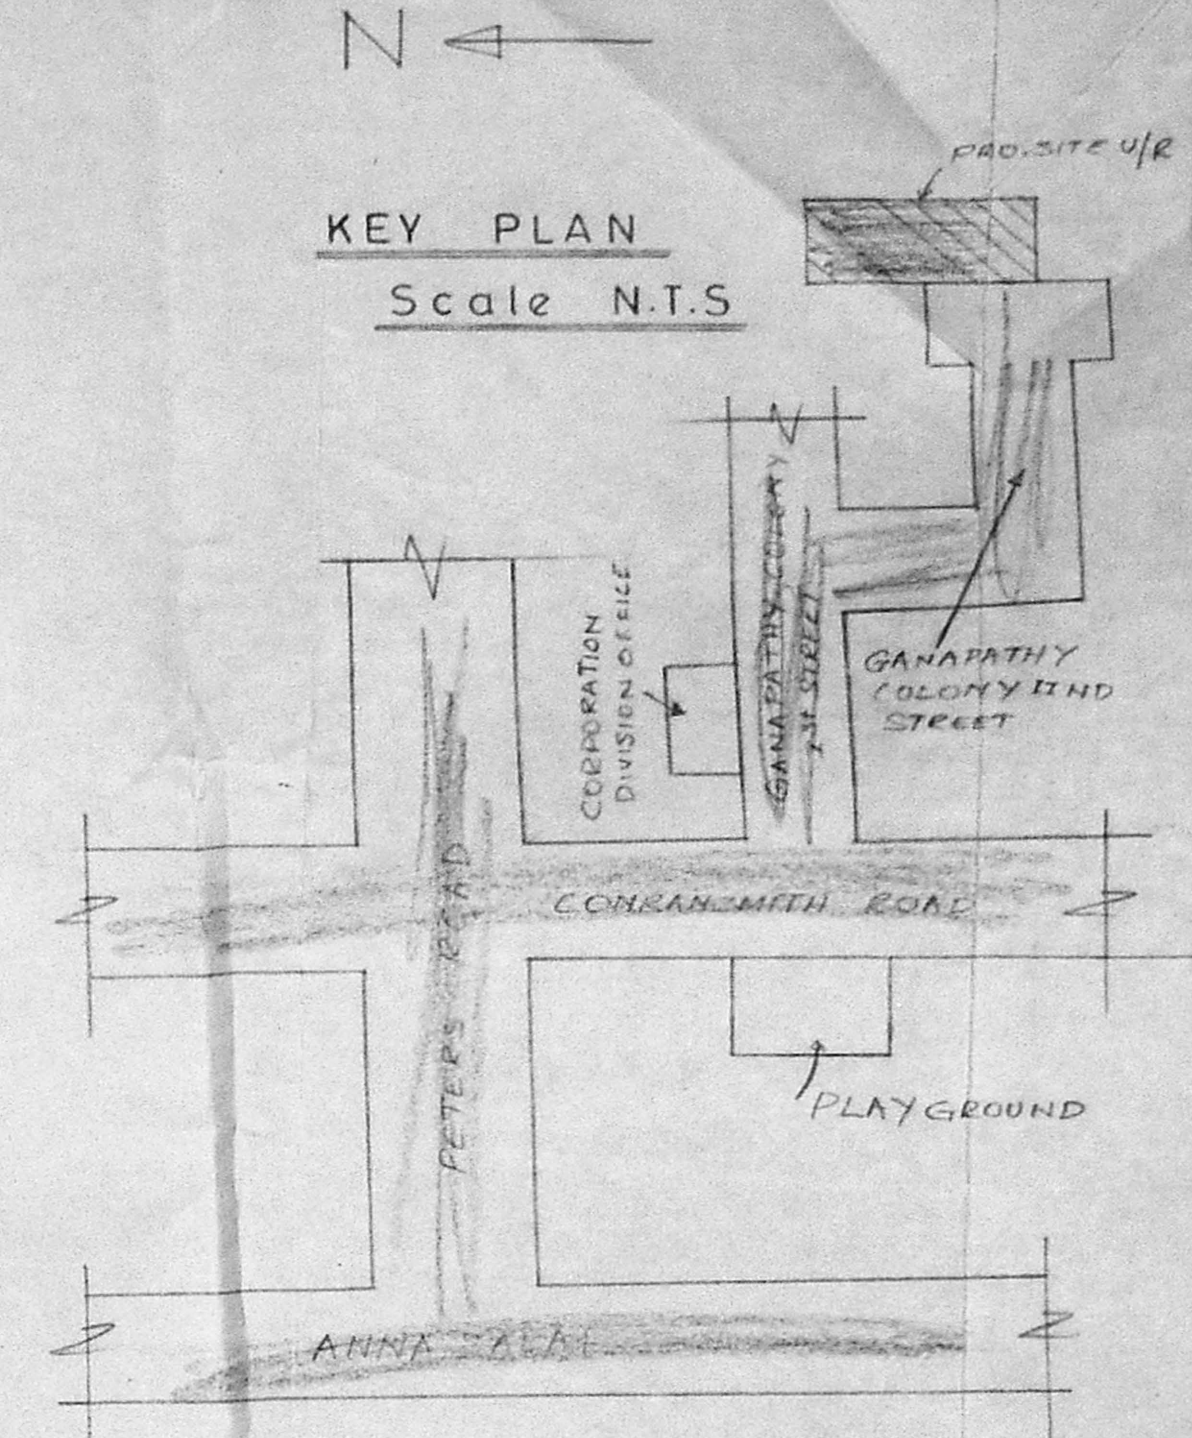 N
PRO.SITE U/R
KEY PLAN
Scale N.T.S
GANAPATHY COLONY
1st STREET
CORPORATION
DIVISION OFFICE
GANAPATHY
COLONY IIND
STREET
CONRANSMITH ROAD
PETERS ROAD
PLAYGROUND
ANNA SALAI